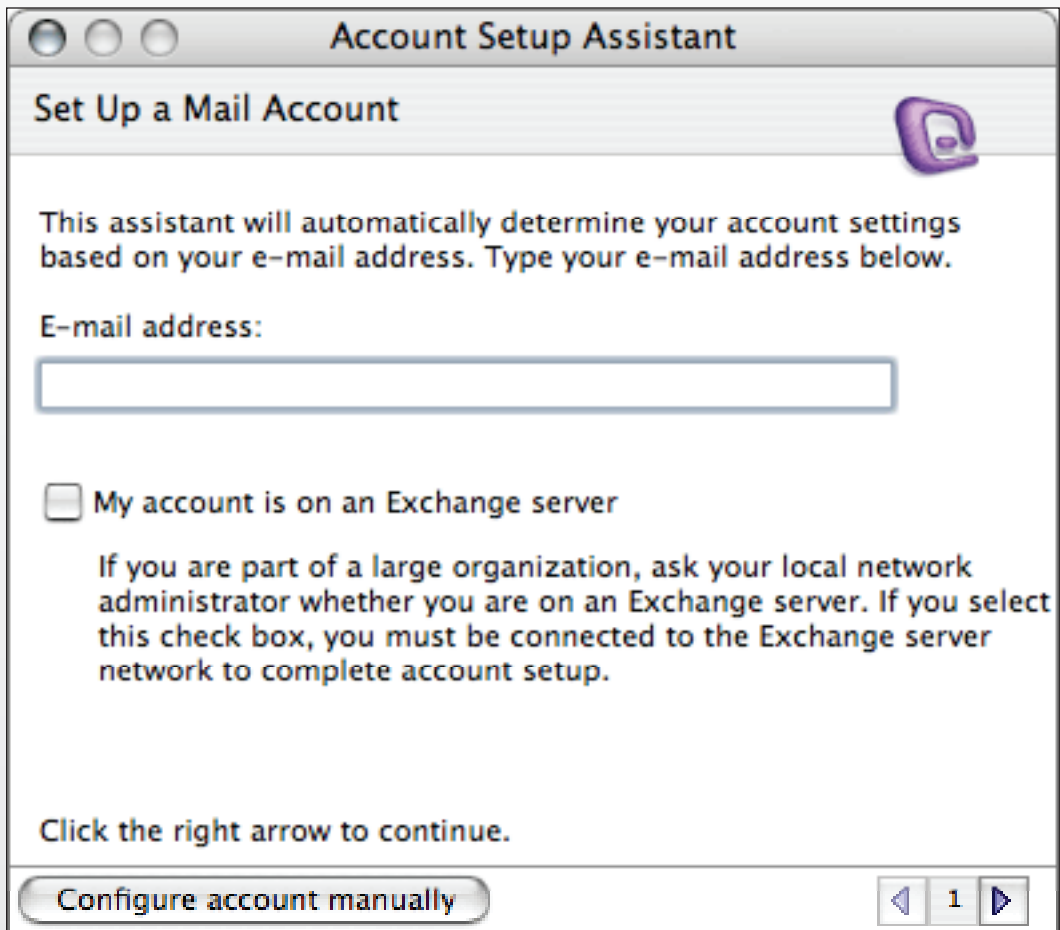 Account Setup Assistant
Set Up a Mail Account
This assistant will automatically determine your account settings
based on your e-mail address. Type your e-mail address below.
E-mail address:
My account is on an Exchange server
If you are part of a large organization, ask your local network
administrator whether you are on an Exchange server. If you select
this check box, you must be connected to the Exchange server
network to complete account setup.
Click the right arrow to continue.
Configure account manually
1